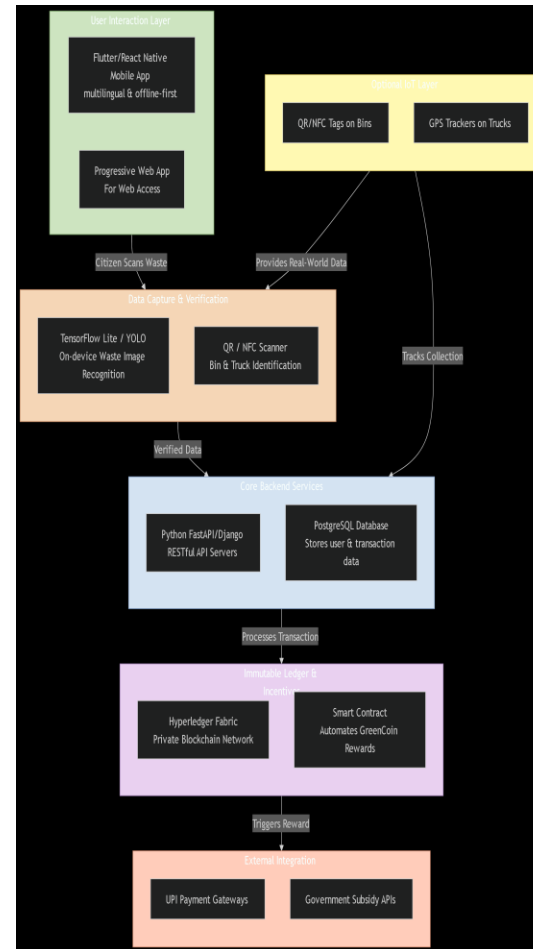 User Interaction Layer
Flutter/React Native
Mobile App
multilingual & offline-first
Progressive Web App
For Web Access
QR/NFC Tags on Bins
GPS Trackers on Trucks
Citizen Scans Waste
Provides Real-World Data
Data Capture & Verification
TensorFlow Lite / YOLO
On-device Waste Image
Recognition
QR / NFC Scanner
Bin & Truck Identification
Tracks Collection
Verified Data
Core Backend Services
Python FastAPI/Django
RESTful API Servers
PostgreSQL Database
Stores user & transaction
data
Processes Transaction
Immutable Ledger &
Incentives
Hyperledger Fabric
Private Blockchain Network
Smart Contract
Automates GreenCoin
Rewards
Triggers Reward
External Integration
UPI Payment Gateways
Government Subsidy APIs